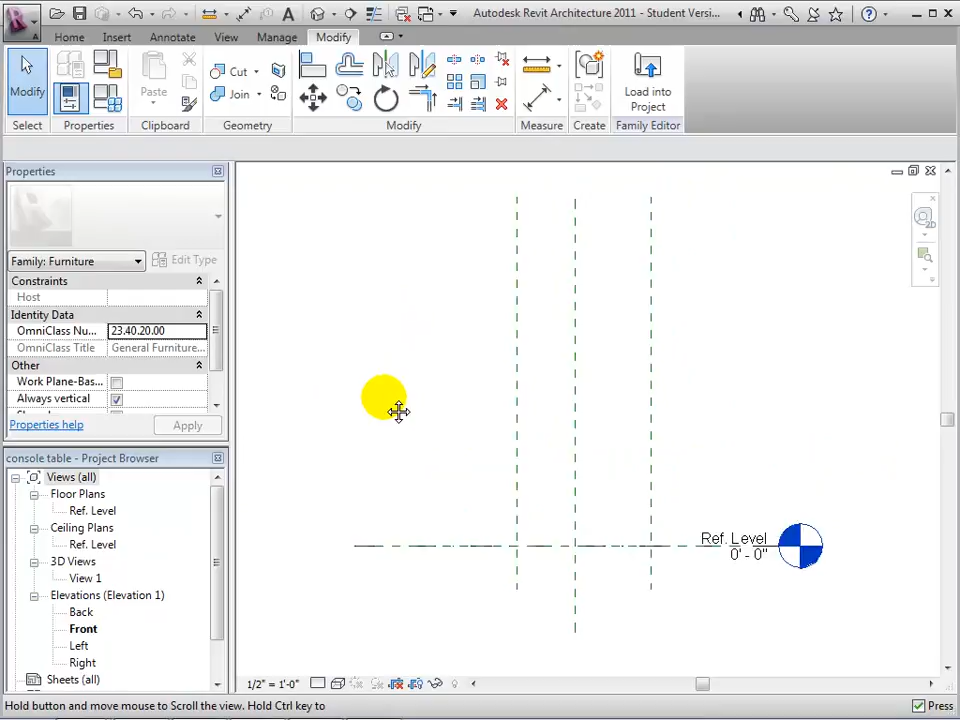 Autodesk Revit Architecture 2011 - Student Versi...
Home Insert Annotate View Manage Modify
Modify
Paste
Cut
Join
Load into
Project
Select Properties Clipboard Geometry Modify Measure Create Family Editor
Properties
Family: Furniture
Edit Type
Constraints
Host
Identity Data
OmniClass Nu... 23.40.20.00
OmniClass Title General Furniture...
Other
Work Plane-Bas...
Always vertical
Properties help
Apply
console table - Project Browser
Views (all)
Floor Plans
Ref. Level
Ceiling Plans
Ref. Level
3D Views
View 1
Elevations (Elevation 1)
Back
Front
Left
Right
Sheets (all)
Ref. Level
0' - 0"
2D
1/2" = 1'-0"
Hold button and move mouse to Scroll the view. Hold Ctrl key to
Press